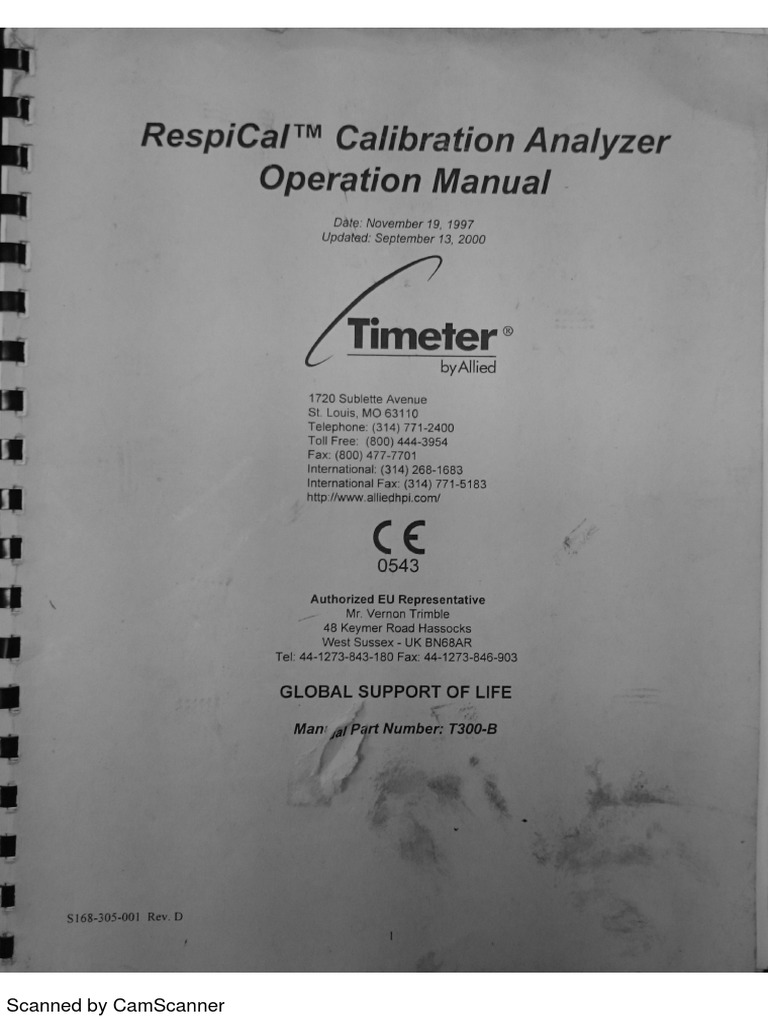 RespiCal™ Calibration Analyzer
Operation Manual
Date: November 19, 1997
Updated: September 13, 2000
Timeter®
by Allied
1720 Sublette Avenue
St. Louis, MO 63110
Telephone: (314) 771-2400
Toll Free: (800) 444-3954
Fax: (800) 477-7701
International: (314) 268-1683
International Fax: (314) 771-5183
http://www.alliedhpi.com/
CE
0543
Authorized EU Representative
Mr. Vernon Trimble
48 Keymer Road Hassocks
West Sussex - UK BN68AR
Tel: 44-1273-843-180 Fax: 44-1273-846-903
GLOBAL SUPPORT OF LIFE
Manual Part Number: T300-B
S168-305-001 Rev. D
1
Scanned by CamScanner